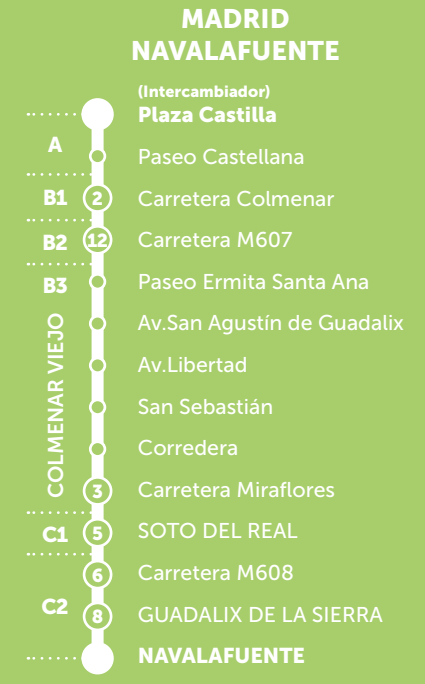 MADRID
NAVALAFUENTE
(Intercambiador)
Plaza Castilla
A
Paseo Castellana
B1 2 Carretera Colmenar
B2 12 Carretera M607
B3 Paseo Ermita Santa Ana
COLMENAR VIEJO
Av.San Agustín de Guadalix
Av.Libertad
San Sebastián
Corredera
3 Carretera Miraflores
C1 5 SOTO DEL REAL
6 Carretera M608
C2 8 GUADALIX DE LA SIERRA
NAVALAFUENTE